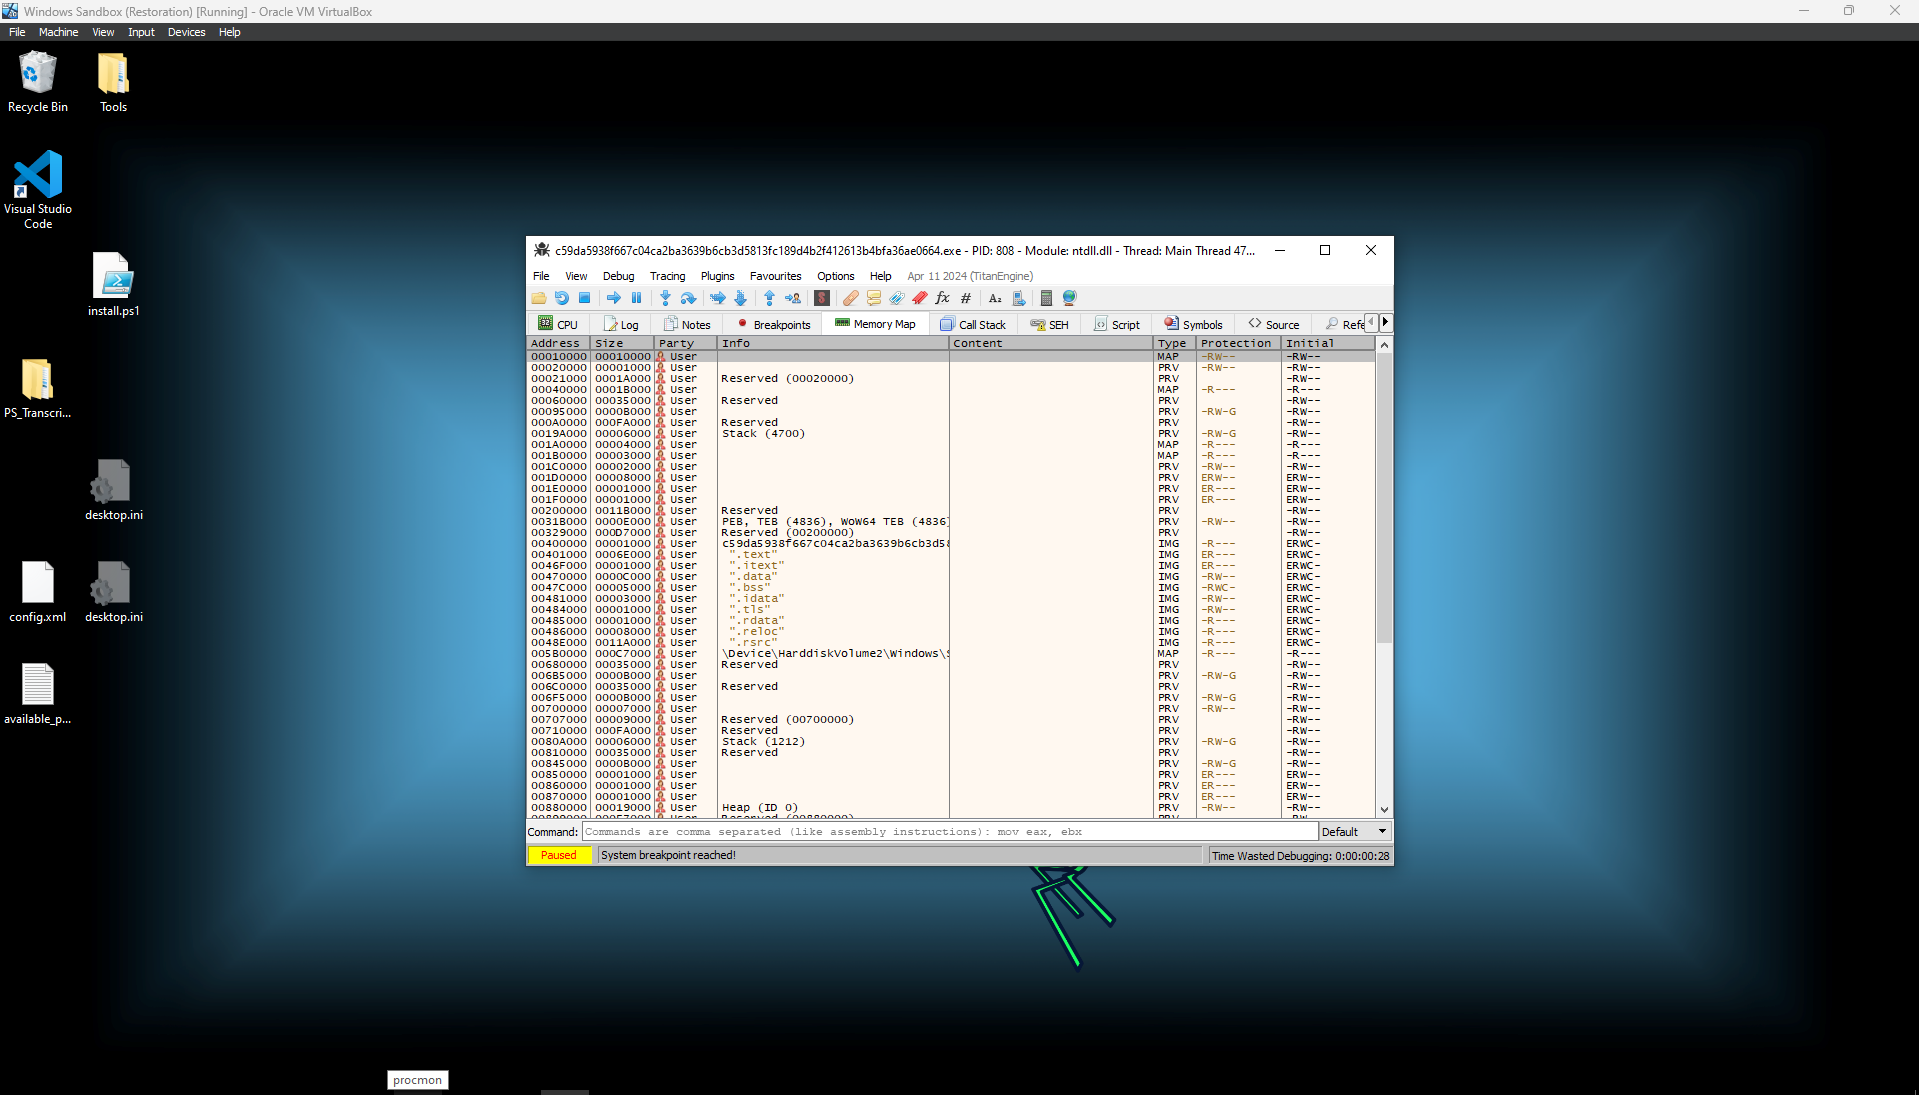 Windows Sandbox (Restoration) [Running] - Oracle VM VirtualBox
File Machine View Input Devices Help
Recycle Bin
Tools
Visual Studio
Code
install.ps1
PS_Transcri...
desktop.ini
config.xml
desktop.ini
available_p...
c59da5938f667c04ca2ba3639b6cb3d5813fc189d4b2f412613b4bfa36ae0664.exe - PID: 808 - Module: ntdll.dll - Thread: Main Thread 47...
File View Debug Tracing Plugins Favourites Options Help Apr 11 2024 (TitanEngine)
CPU Log Notes Breakpoints Memory Map Call Stack SEH Script Symbols Source Refe
Address Size Party Info Content Type Protection Initial
00010000 00010000 User MAP -RW-- -RW--
00020000 00001000 User PRV -RW-- -RW--
00021000 0001A000 User Reserved (00020000) PRV -RW--
00040000 0001B000 User MAP -R--- -R---
00060000 00035000 User Reserved PRV -RW--
00095000 0000B000 User PRV -RW-G -RW--
000A0000 000FA000 User Reserved PRV -RW--
0019A000 00006000 User Stack (4700) PRV -RW-G -RW--
001A0000 00004000 User MAP -R--- -R---
001B0000 00003000 User MAP -R--- -R---
001C0000 00002000 User PRV -RW-- -RW--
001D0000 00008000 User PRV ERW-- ERW--
001E0000 00001000 User PRV ER--- ERW--
001F0000 00001000 User PRV ER--- ERW--
00200000 0011B000 User Reserved PRV -RW--
0031B000 0000E000 User PEB, TEB (4836), WoW64 TEB (4836) PRV -RW-- -RW--
00329000 000D7000 User Reserved (00200000) PRV -RW--
00400000 00001000 User c59da5938f667c04ca2ba3639b6cb3d58 IMG -R--- ERWC-
00401000 0006E000 User ".text" IMG ER--- ERWC-
0046F000 00001000 User ".itext" IMG ER--- ERWC-
00470000 0000C000 User ".data" IMG -RW-- ERWC-
0047C000 00005000 User ".bss" IMG -RWC- ERWC-
00481000 00003000 User ".idata" IMG -RW-- ERWC-
00484000 00001000 User ".tls" IMG -RW-- ERWC-
00485000 00001000 User ".rdata" IMG -R--- ERWC-
00486000 00008000 User ".reloc" IMG -R--- ERWC-
0048E000 0011A000 User ".rsrc" IMG -R--- ERWC-
005B0000 000C7000 User \Device\HarddiskVolume2\Windows\S MAP -R--- -R---
00680000 00035000 User Reserved PRV -RW--
006B5000 0000B000 User PRV -RW-G -RW--
006C0000 00035000 User Reserved PRV -RW--
006F5000 0000B000 User PRV -RW-G -RW--
00700000 00007000 User PRV -RW-- -RW--
00707000 00009000 User Reserved (00700000) PRV -RW--
00710000 000FA000 User Reserved PRV -RW--
0080A000 00006000 User Stack (1212) PRV -RW-G -RW--
00810000 00035000 User Reserved PRV -RW--
00845000 0000B000 User PRV -RW-G -RW--
00850000 00001000 User PRV ER--- ERW--
00860000 00001000 User PRV ER--- ERW--
00870000 00001000 User PRV ER--- ERW--
00880000 00019000 User Heap (ID 0) PRV -RW-- -RW--
Command: Commands are comma separated (like assembly instructions): mov eax, ebx Default
Paused System breakpoint reached! Time Wasted Debugging: 0:00:00:28
procmon